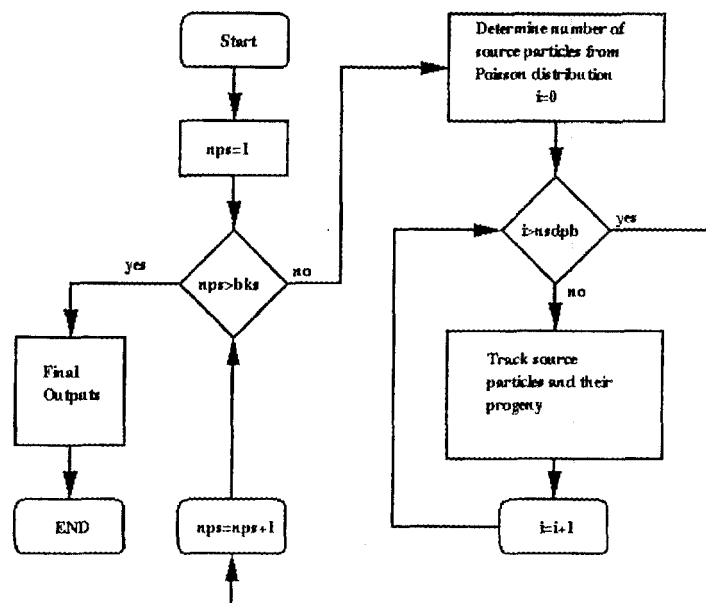 Start
nps=1
nps>bks
yes
no
Final
Outputs
END
nps=nps+1
Determine number of
source particles from
Poisson distribution
i=0
i>nsdpb
yes
no
Track source
particles and their
progeny
i=i+1